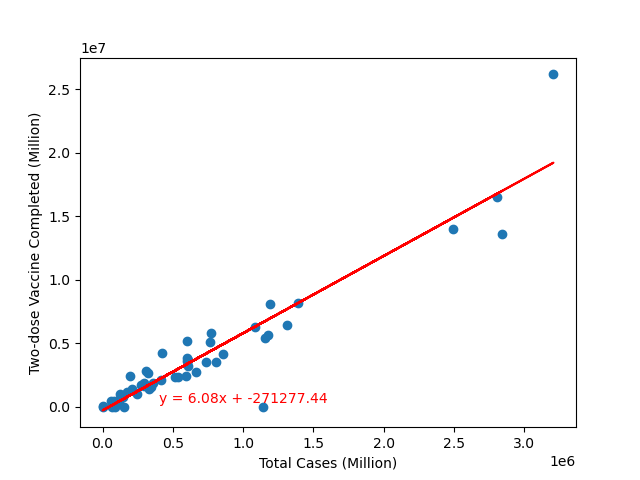 1e7
2.5
2.0
1.5
1.0
0.5
0.0
Two-dose Vaccine Completed (Million)
y = 6.08x + -271277.44
0.0 0.5 1.0 1.5 2.0 2.5 3.0
Total Cases (Million)
1e6